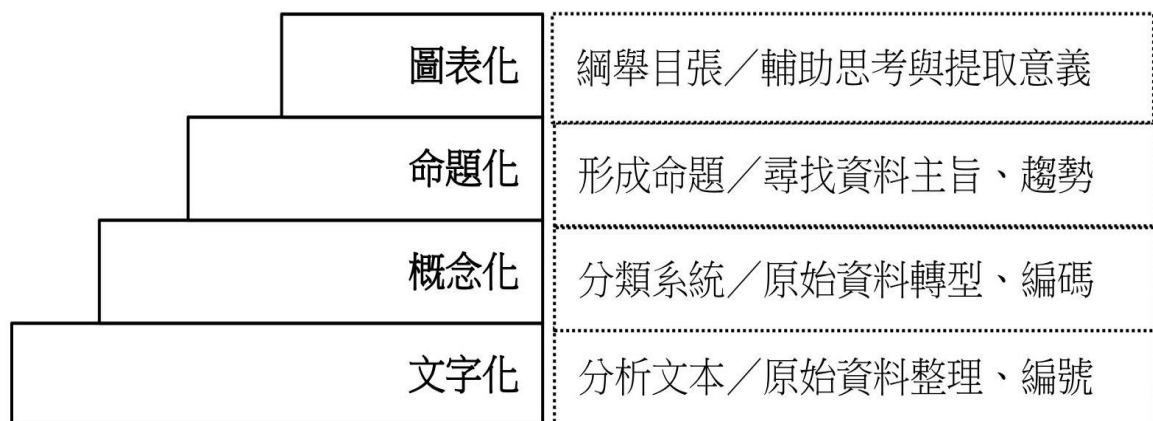 圖表化 綱舉目張／輔助思考與提取意義
命題化 形成命題／尋找資料主旨、趨勢
概念化 分類系統／原始資料轉型、編碼
文字化 分析文本／原始資料整理、編號